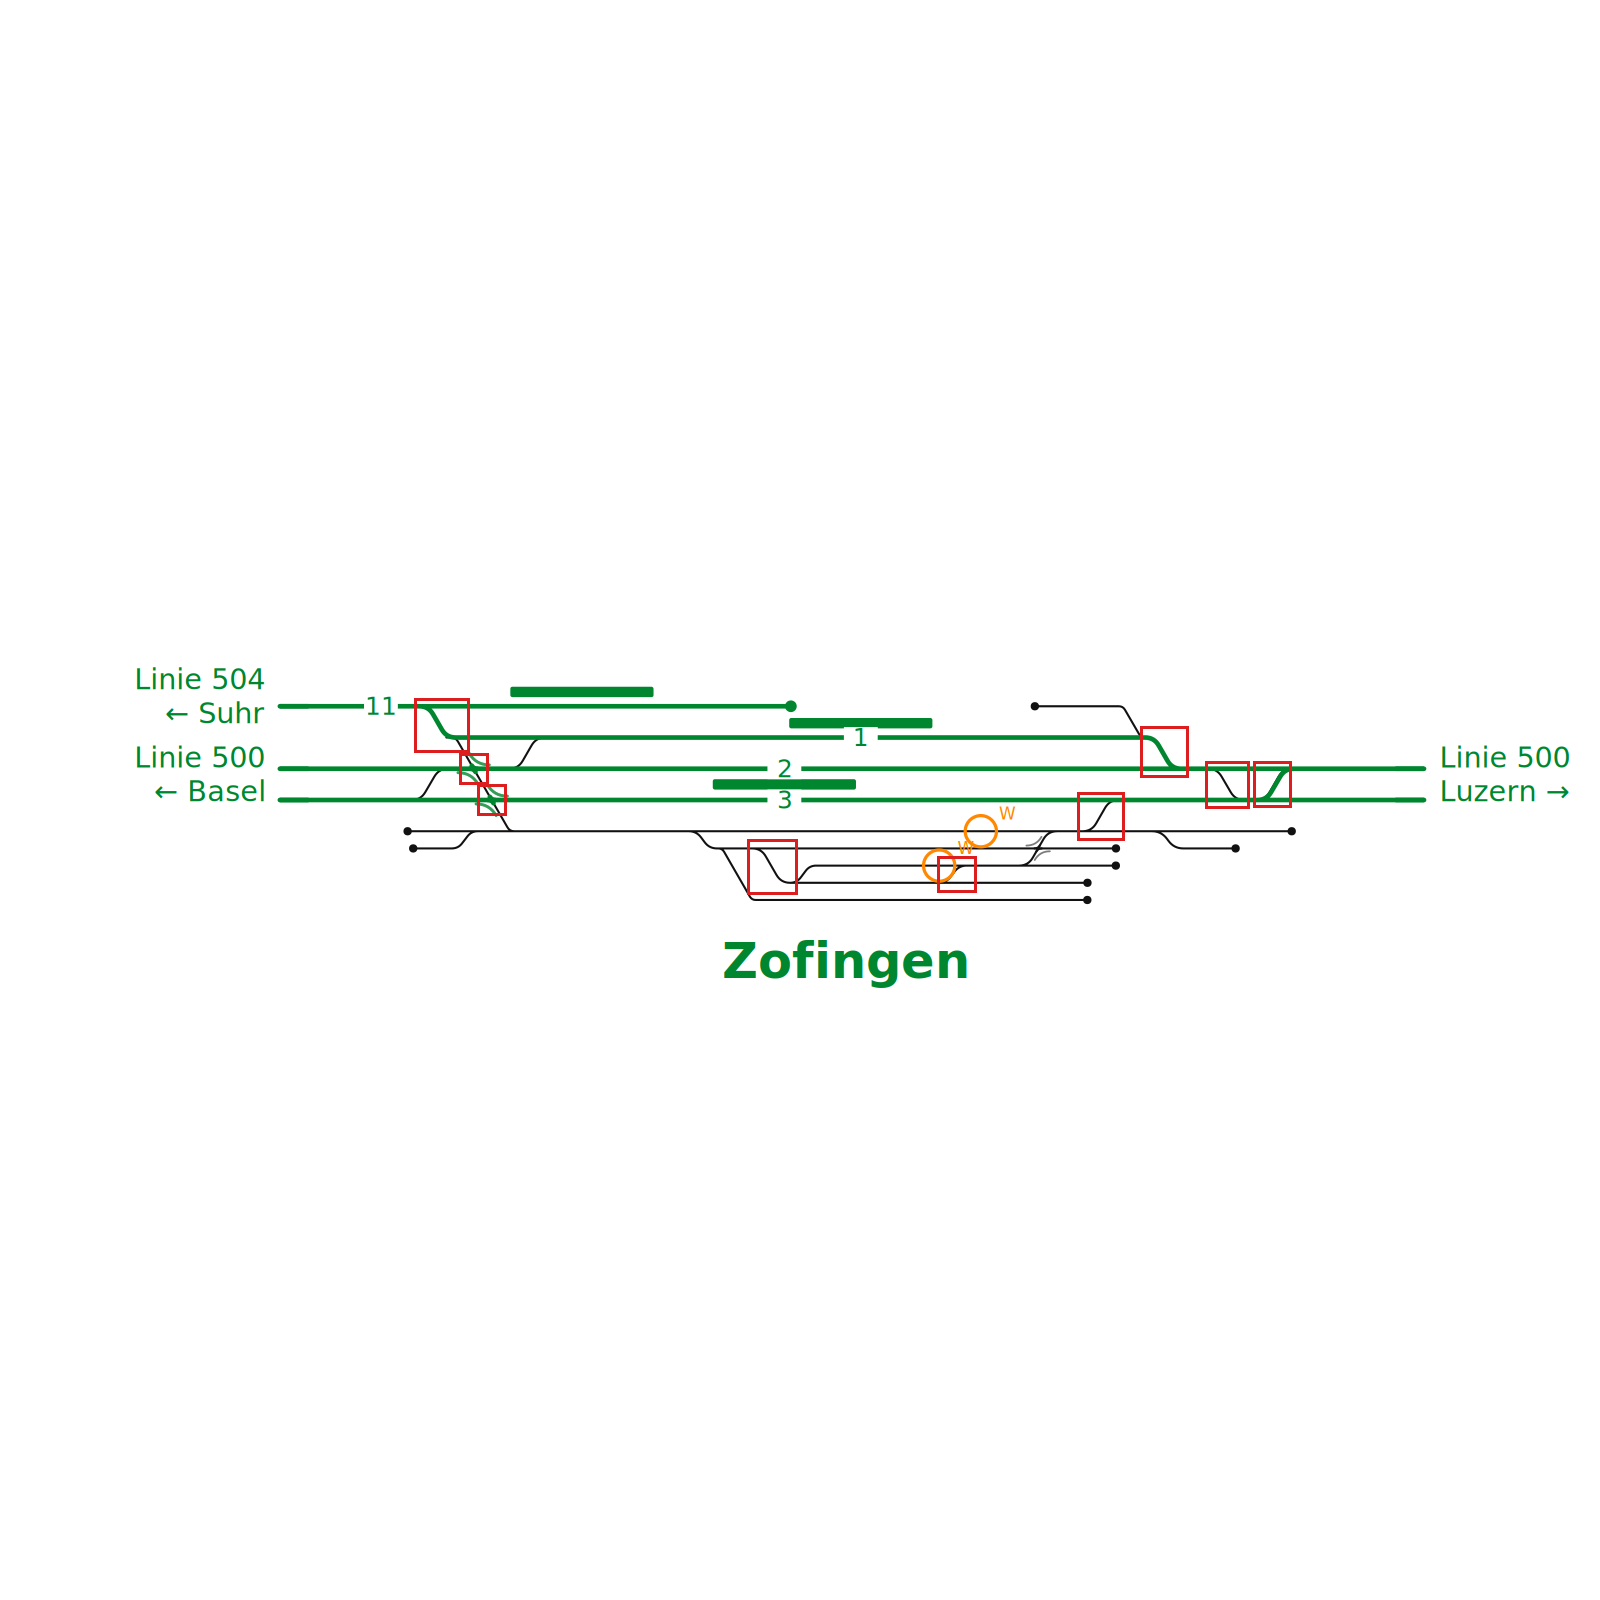 Linie 504
← Suhr
11
1
Linie 500
← Basel
2
3
Linie 500
Luzern →
W
W
Zofingen